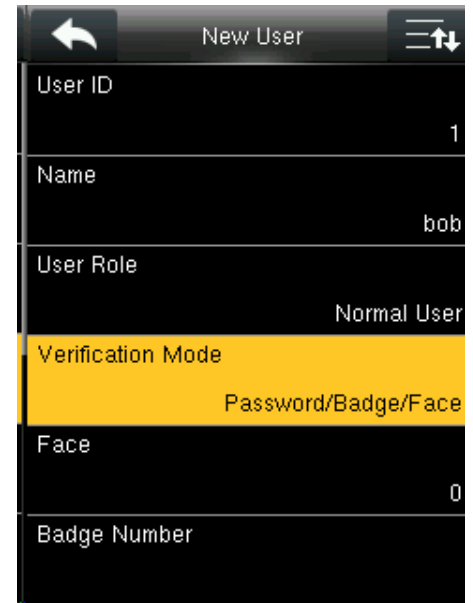 New User
User ID
1
Name
bob
User Role
Normal User
Verification Mode
Password/Badge/Face
Face
0
Badge Number